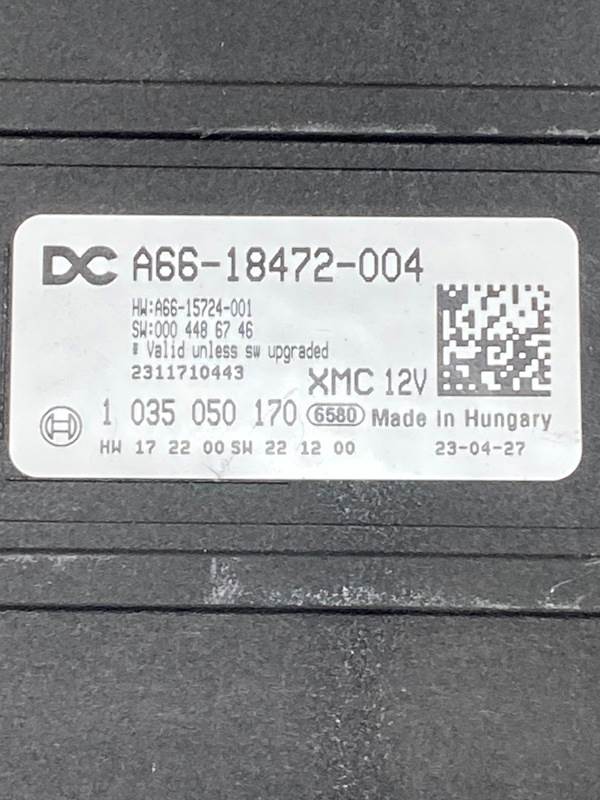 DC A66-18472-004
HW:A66-15724-001
SW:000 448 67 46
# Valid unless sw upgraded
2311710443
XMC 12V
1 035 050 170 6580 Made In Hungary
HW 17 22 00 SW 22 12 00 23-04-27